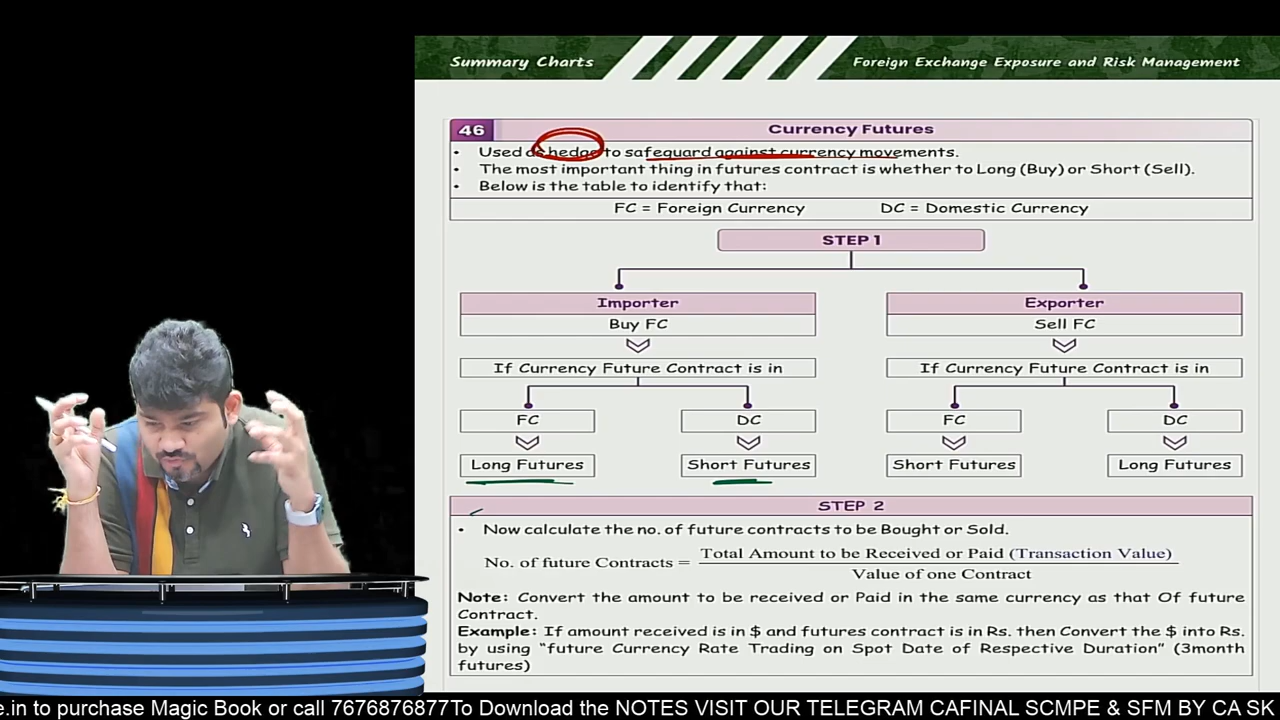 Summary Charts
Foreign Exchange Exposure and Risk Management
46
Currency Futures
• Used as hedge to safeguard against currency movements.
• The most important thing in futures contract is whether to Long (Buy) or Short (Sell).
• Below is the table to identify that:
FC = Foreign Currency DC = Domestic Currency
STEP 1
Importer
Buy FC
If Currency Future Contract is in
FC
DC
Long Futures
Short Futures
Exporter
Sell FC
If Currency Future Contract is in
FC
DC
Short Futures
Long Futures
STEP 2
• Now calculate the no. of future contracts to be Bought or Sold.
No. of future Contracts = Total Amount to be Received or Paid (Transaction Value)
Value of one Contract
Note: Convert the amount to be received or Paid in the same currency as that Of future
Contract.
Example: If amount received is in $ and futures contract is in Rs. then Convert the $ into Rs.
by using “future Currency Rate Trading on Spot Date of Respective Duration” (3month
futures)
e.in to purchase Magic Book or call 7676876877To Download the NOTES VISIT OUR TELEGRAM CAFINAL SCMPE & SFM BY CA SK